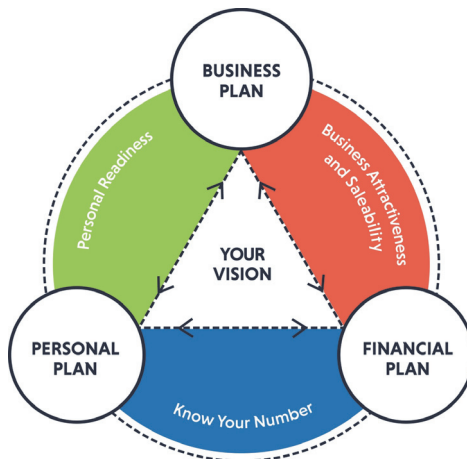 BUSINESS
PLAN
Personal Readiness
Business Attractiveness
and Saleability
YOUR
VISION
PERSONAL
PLAN
FINANCIAL
PLAN
Know Your Number